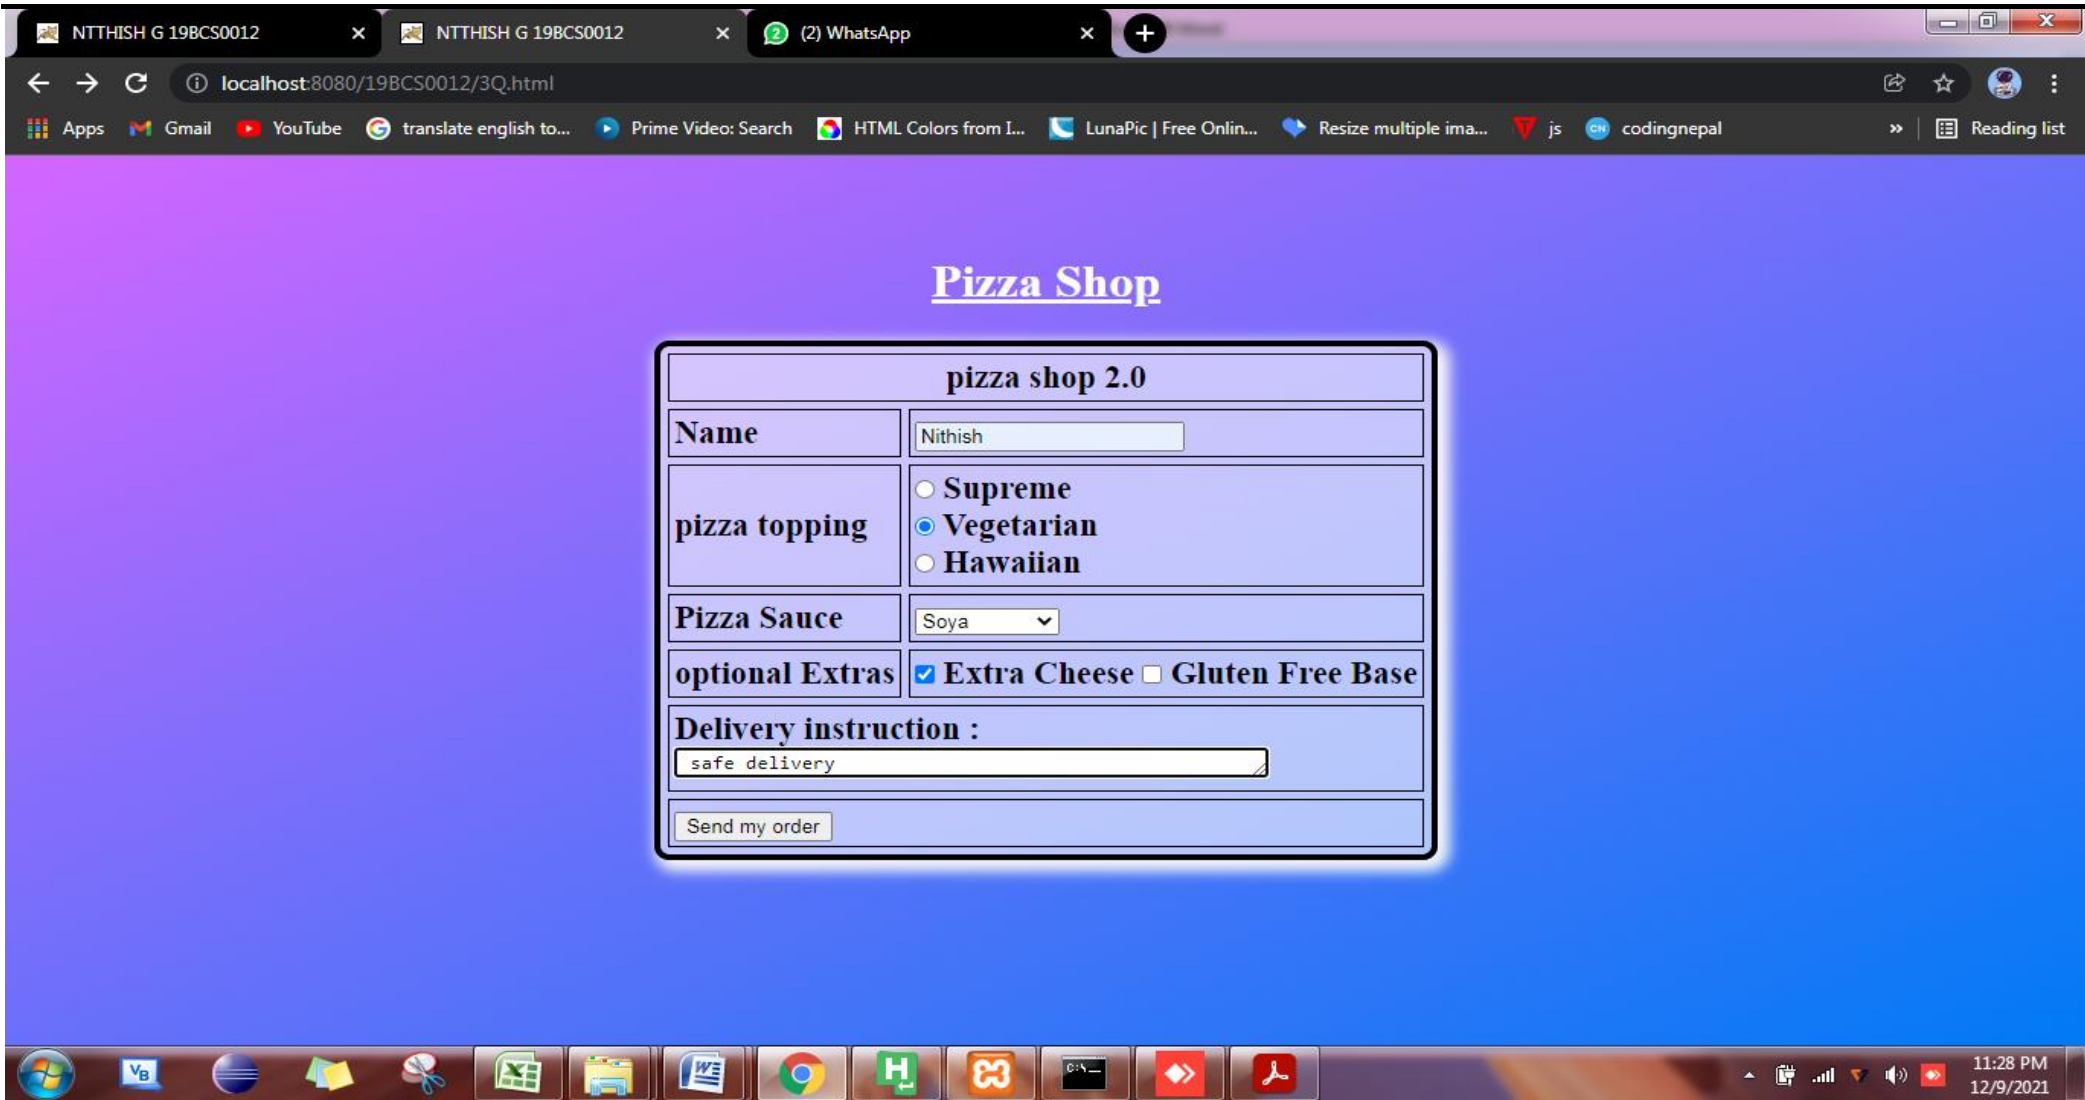 NTTHISH G 19BCS0012
NTTHISH G 19BCS0012
(2) WhatsApp
localhost:8080/19BCS0012/3Q.html
Apps Gmail YouTube translate english to... Prime Video: Search HTML Colors from I... LunaPic | Free Onlin... Resize multiple ima... js CN codingnepal » Reading list
Pizza Shop
pizza shop 2.0
Name Nithish
pizza topping
Supreme
Vegetarian
Hawaiian
Pizza Sauce Soya
optional Extras Extra Cheese Gluten Free Base
Delivery instruction :
safe delivery
Send my order
11:28 PM
12/9/2021